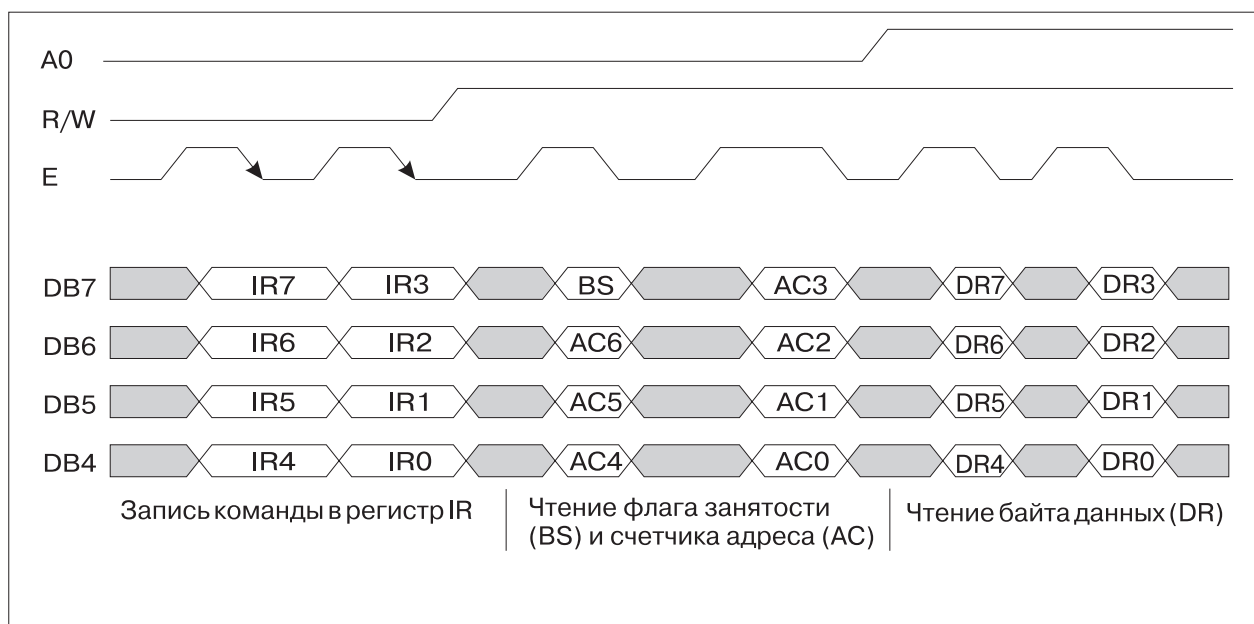 A0
R/W
E
DB7 IR7 IR3 BS AC3 DR7 DR3
DB6 IR6 IR2 AC6 AC2 DR6 DR2
DB5 IR5 IR1 AC5 AC1 DR5 DR1
DB4 IR4 IR0 AC4 AC0 DR4 DR0
Запись команды в регистр IR
Чтение флага занятости
(BS) и счетчика адреса (AC)
Чтение байта данных (DR)